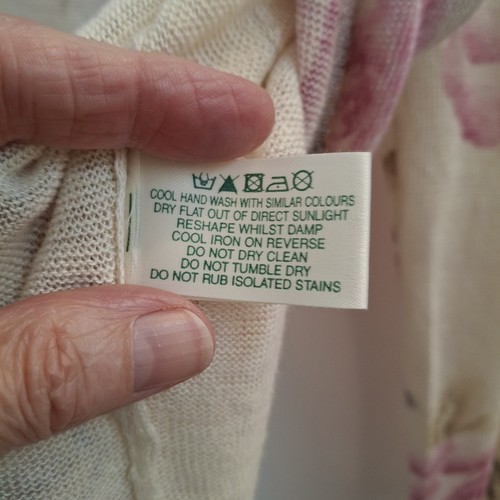 COOL HAND WASH WITH SIMILAR COLOURS
DRY FLAT OUT OF DIRECT SUNLIGHT
RESHAPE WHILST DAMP
COOL IRON ON REVERSE
DO NOT DRY CLEAN
DO NOT TUMBLE DRY
DO NOT RUB ISOLATED STAINS